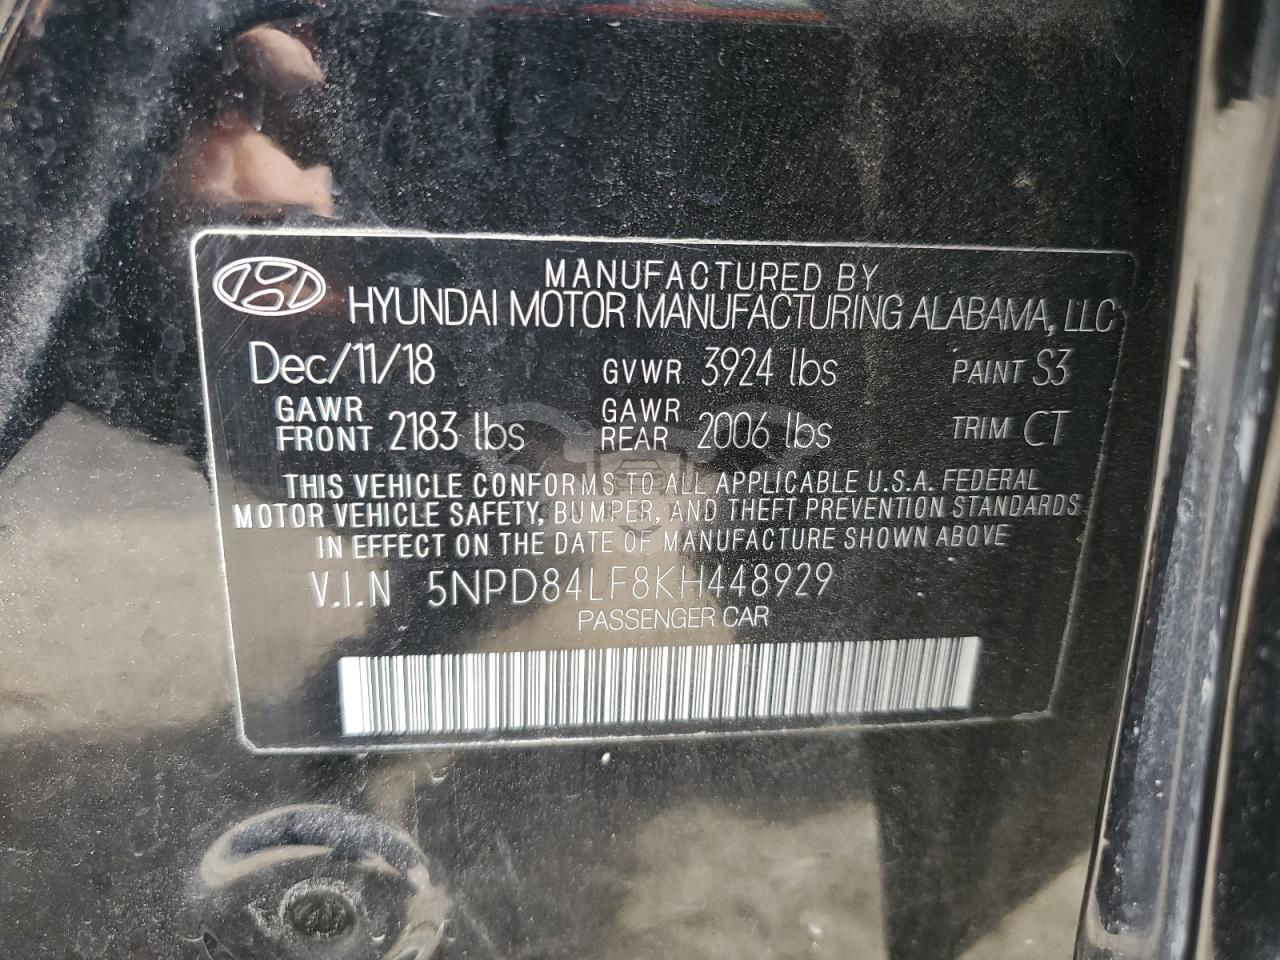 MANUFACTURED BY
HYUNDAI MOTOR MANUFACTURING ALABAMA, LLC
Dec/11/18 GVWR 3924 lbs PAINT S3
GAWR FRONT 2183 lbs GAWR REAR 2006 lbs TRIM CT
THIS VEHICLE CONFORMS TO ALL APPLICABLE U.S.A. FEDERAL
MOTOR VEHICLE SAFETY, BUMPER, AND THEFT PREVENTION STANDARDS
IN EFFECT ON THE DATE OF MANUFACTURE SHOWN ABOVE
V.I.N 5NPD84LF8KH448929
PASSENGER CAR